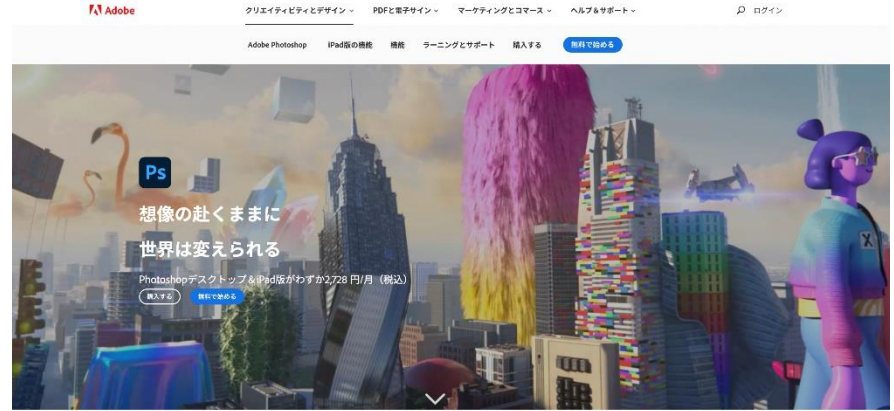 Adobe
クリエイティビティとデザイン
PDFと電子サイン
マーケティングとコマース
ヘルプ&サポート
ログイン
Adobe Photoshop
iPad版の機能
機能
ラーニングとサポート
購入する
無料で始める
Ps
想像の赴くままに
世界は変えられる
Photoshopデスクトップ&iPad版がわずか2,728 円/月（税込）
購入する
無料で始める
X